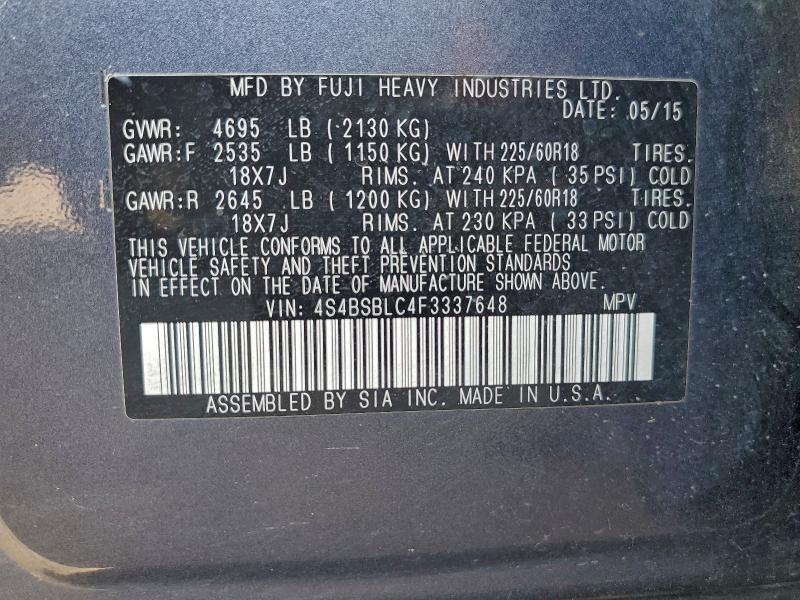 MFD BY FUJI HEAVY INDUSTRIES LTD.
DATE: 05/15
GVWR: 4695 LB ( 2130 KG)
GAWR:F 2535 LB ( 1150 KG) WITH 225/60R18 TIRES.
18X7J RIMS. AT 240 KPA ( 35 PSI) COLD
GAWR:R 2645 LB ( 1200 KG) WITH 225/60R18 TIRES.
18X7J RIMS. AT 230 KPA ( 33 PSI) COLD
THIS VEHICLE CONFORMS TO ALL APPLICABLE FEDERAL MOTOR
VEHICLE SAFETY AND THEFT PREVENTION STANDARDS
IN EFFECT ON THE DATE OF MANUFACTURE SHOWN ABOVE.
VIN: 4S4BSBLC4F3337648 MPV
ASSEMBLED BY SIA INC. MADE IN U.S.A.